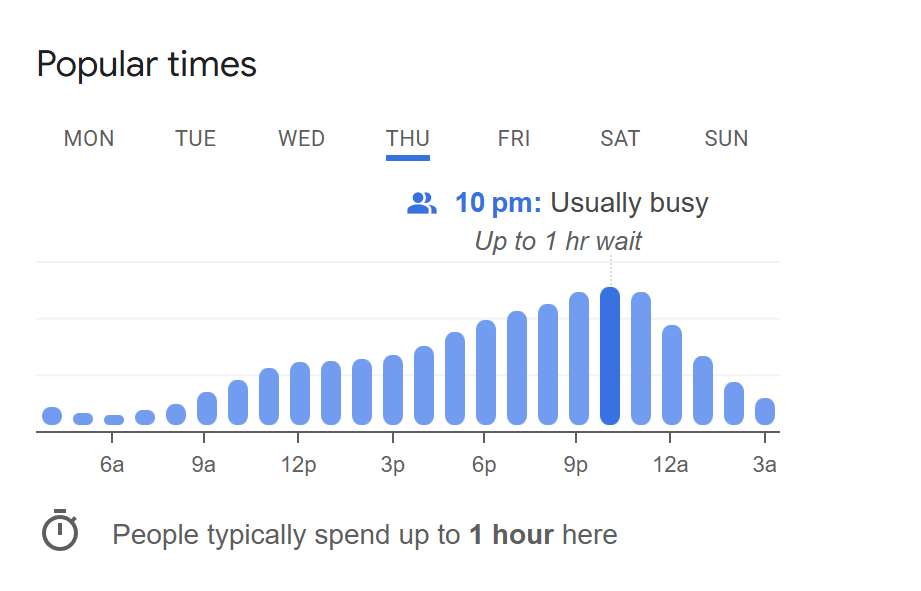 Popular times
MON TUE WED THU FRI SAT SUN
10 pm: Usually busy
Up to 1 hr wait
6a 9a 12p 3p 6p 9p 12a 3a
People typically spend up to 1 hour here